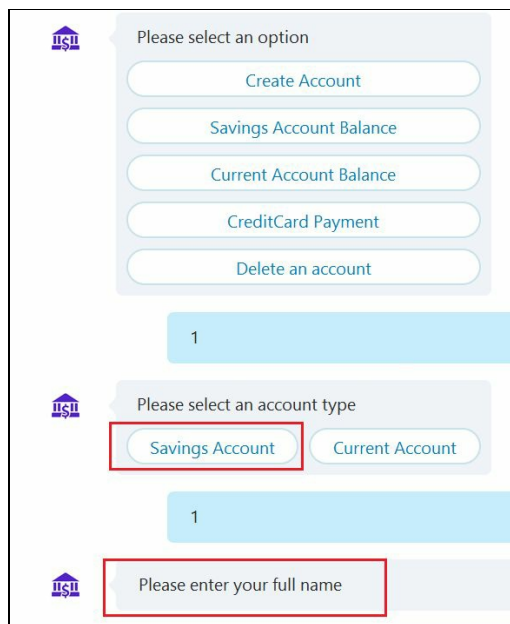 Please select an option
Create Account
Savings Account Balance
Current Account Balance
CreditCard Payment
Delete an account
1
Please select an account type
Savings Account Current Account
1
Please enter your full name